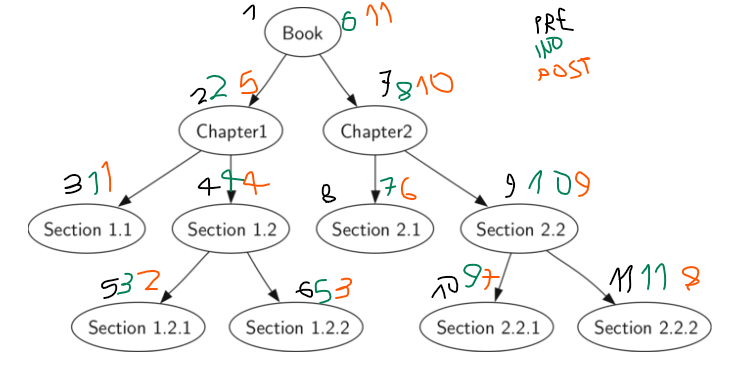 1 Book 6 11
PRE
INO
POST
2 2 5
7 8 10
Chapter1
Chapter2
3 1 1
4 4 4
8 7 6
9 10 9
Section 1.1
Section 1.2
Section 2.1
Section 2.2
5 3 2
6 5 3
10 9 7
11 11 8
Section 1.2.1
Section 1.2.2
Section 2.2.1
Section 2.2.2